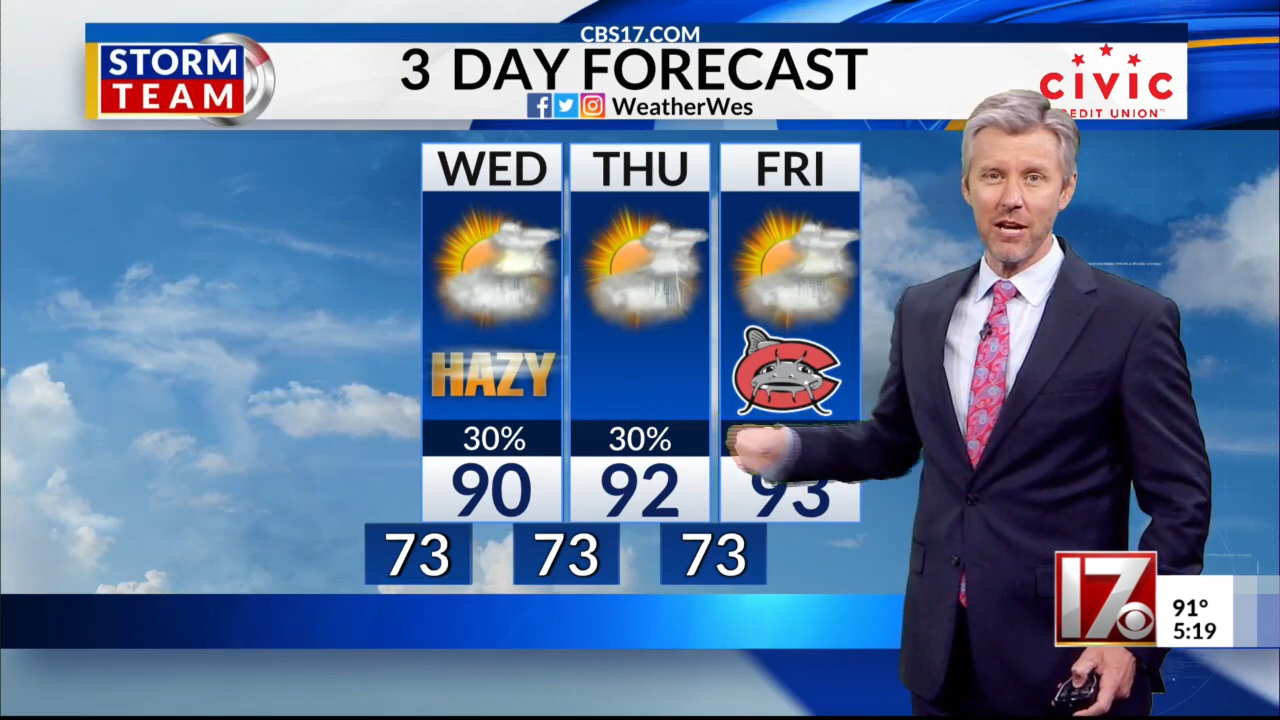 CBS17.COM
STORM
TEAM
3 DAY FORECAST
WeatherWes
CIVIC
EDIT UNION
WED
THU
FRI
HAZY
30%
30%
90
92
93
73
73
73
17
91°
5:19